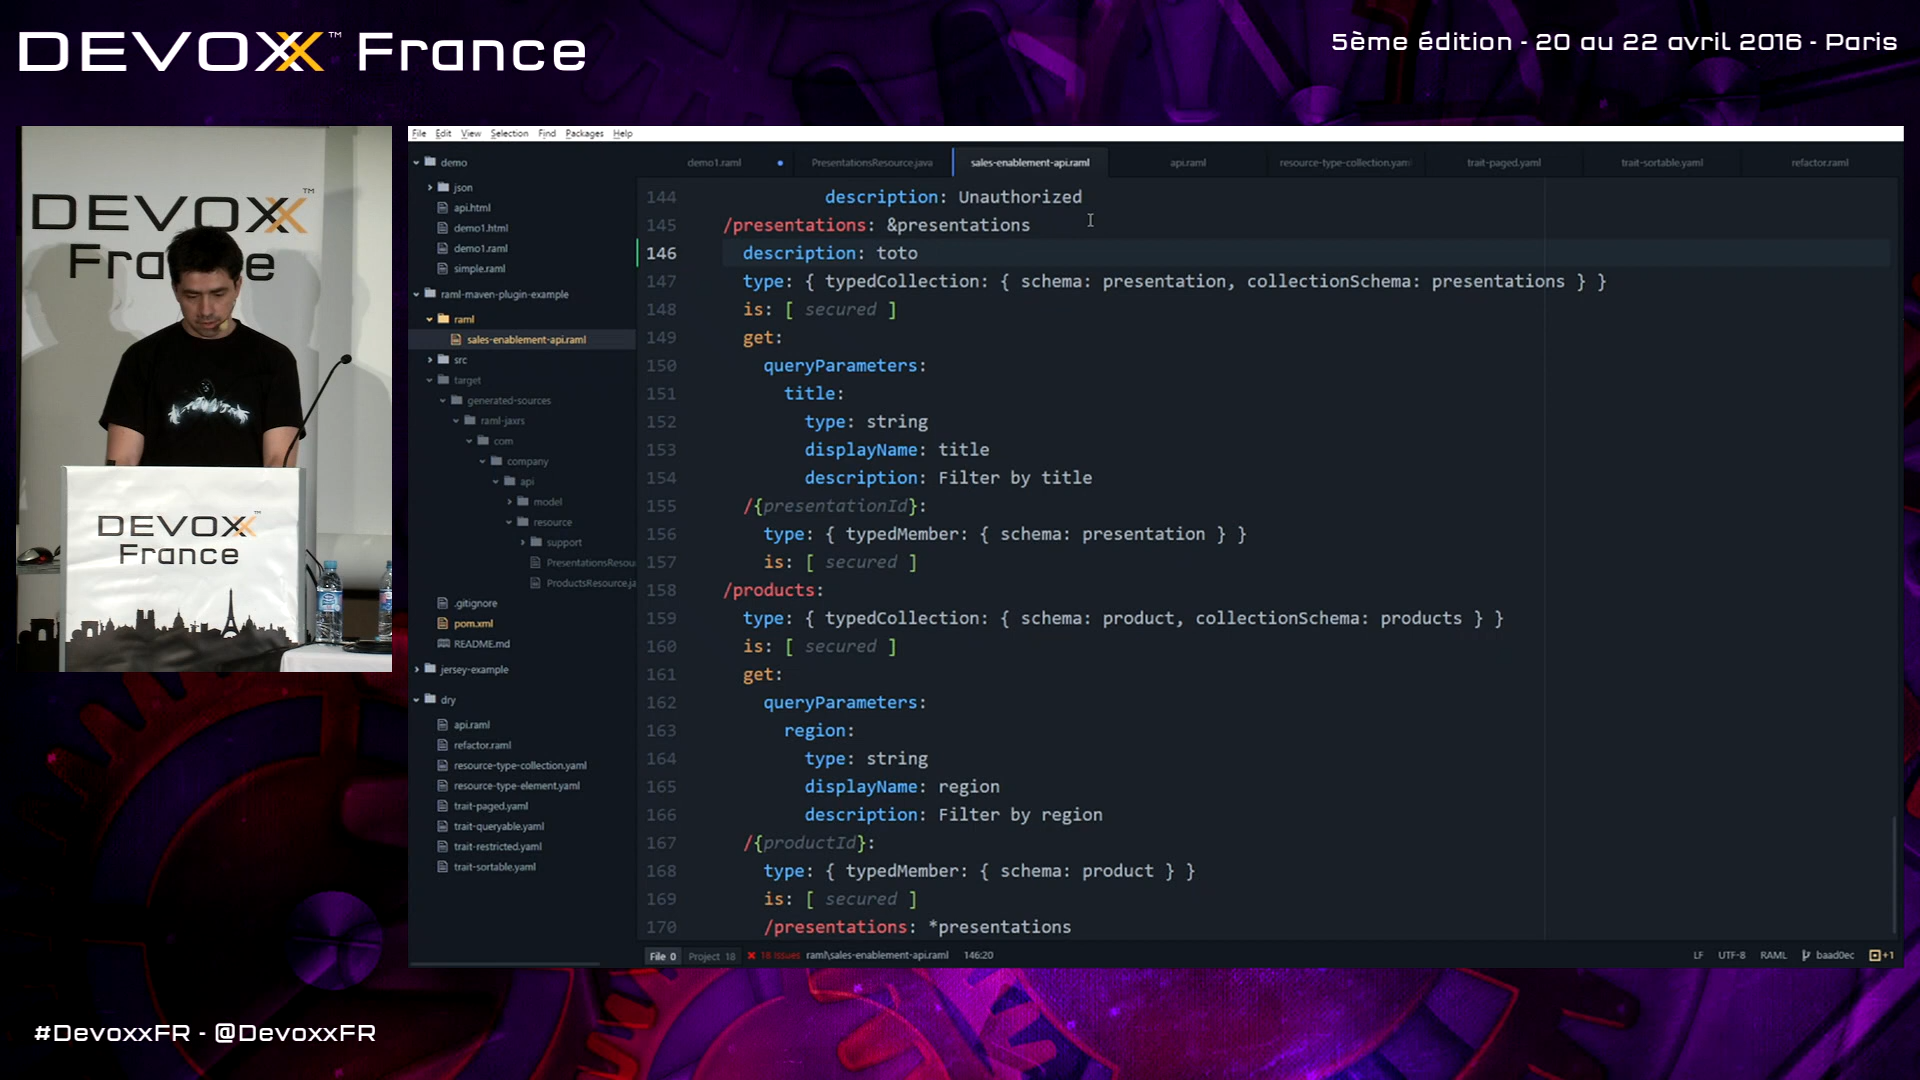 DEVOXX™ France
5ème édition - 20 au 22 avril 2016 - Paris
DEVOXX™
France
DEVOXX™
France
File Edit View Selection Find Packages Help
demo
json
api.html
demo1.html
demo1.raml
simple.raml
raml-maven-plugin-example
raml
sales-enablement-api.raml
src
target
generated-sources
raml-jaxrs
com
company
api
model
resource
support
PresentationsResou
ProductsResource.ja
.gitignore
pom.xml
README.md
jersey-example
dry
api.raml
refactor.raml
resource-type-collection.yaml
resource-type-element.yaml
trait-paged.yaml
trait-queryable.yaml
trait-restricted.yaml
trait-sortable.yaml
demo1.raml PresentationsResource.java sales-enablement-api.raml api.raml resource-type-collection.yaml trait-paged.yaml trait-sortable.yaml refactor.raml
144 description: Unauthorized
145 /presentations: &presentations
146 description: toto
147 type: { typedCollection: { schema: presentation, collectionSchema: presentations } }
148 is: [ secured ]
149 get:
150 queryParameters:
151 title:
152 type: string
153 displayName: title
154 description: Filter by title
155 /{presentationId}:
156 type: { typedMember: { schema: presentation } }
157 is: [ secured ]
158 /products:
159 type: { typedCollection: { schema: product, collectionSchema: products } }
160 is: [ secured ]
161 get:
162 queryParameters:
163 region:
164 type: string
165 displayName: region
166 description: Filter by region
167 /{productId}:
168 type: { typedMember: { schema: product } }
169 is: [ secured ]
170 /presentations: *presentations
File 0 Project 18 18 issues raml\sales-enablement-api.raml 146:20 LF UTF-8 RAML baad0ec +1
#DevoxxFR - @DevoxxFR